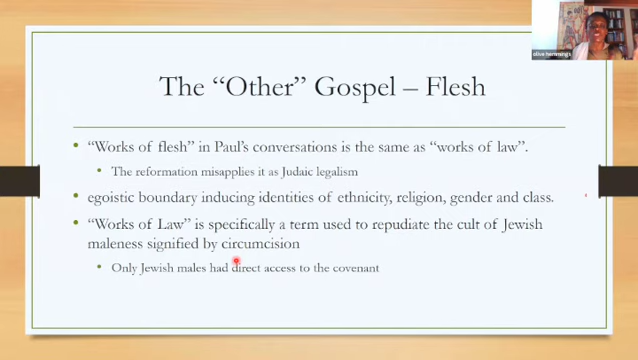 olive hemmings
The “Other” Gospel – Flesh
• “Works of flesh” in Paul’s conversations is the same as “works of law”.
• The reformation misapplies it as Judaic legalism
• egoistic boundary inducing identities of ethnicity, religion, gender and class.
• “Works of Law” is specifically a term used to repudiate the cult of Jewish
maleness signified by circumcision
• Only Jewish males had direct access to the covenant